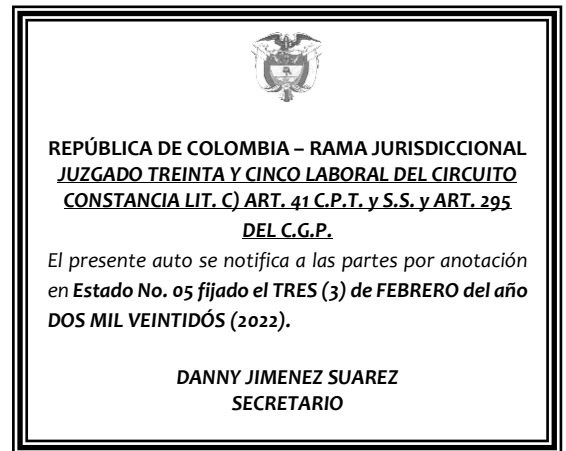 REPÚBLICA DE COLOMBIA – RAMA JURISDICCIONAL
JUZGADO TREINTA Y CINCO LABORAL DEL CIRCUITO
CONSTANCIA LIT. C) ART. 41 C.P.T. y S.S. y ART. 295
DEL C.G.P.
El presente auto se notifica a las partes por anotación
en Estado No. 05 fijado el TRES (3) de FEBRERO del año
DOS MIL VEINTIDÓS (2022).
DANNY JIMENEZ SUAREZ
SECRETARIO